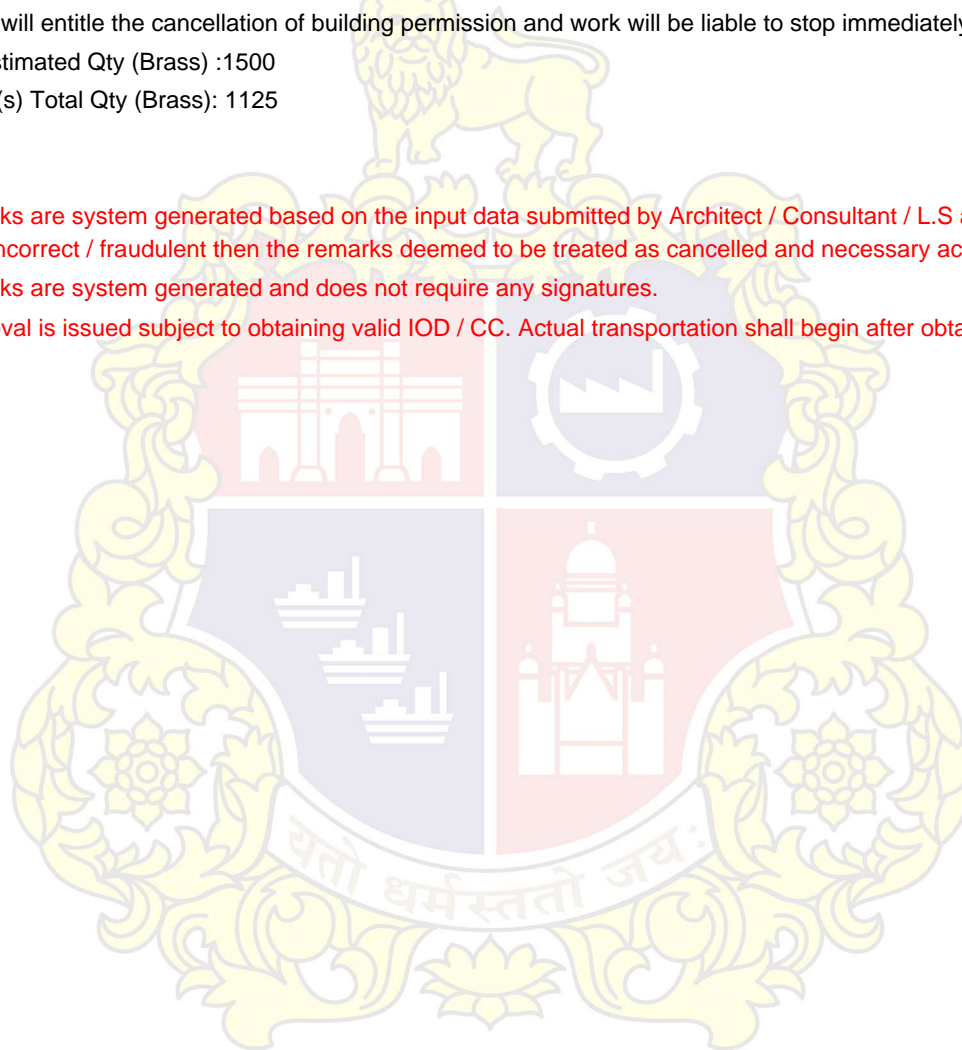 will entitle the cancellation of building permission and work will be liable to stop immediately
stimated Qty (Brass) :1500
(s) Total Qty (Brass): 1125
ks are system generated based on the input data submitted by Architect / Consultant / L.S a
ncorrect / fraudulent then the remarks deemed to be treated as cancelled and necessary ac
ks are system generated and does not require any signatures.
val is issued subject to obtaining valid IOD / CC. Actual transportation shall begin after obta
यतो धर्मस्ततो जय: